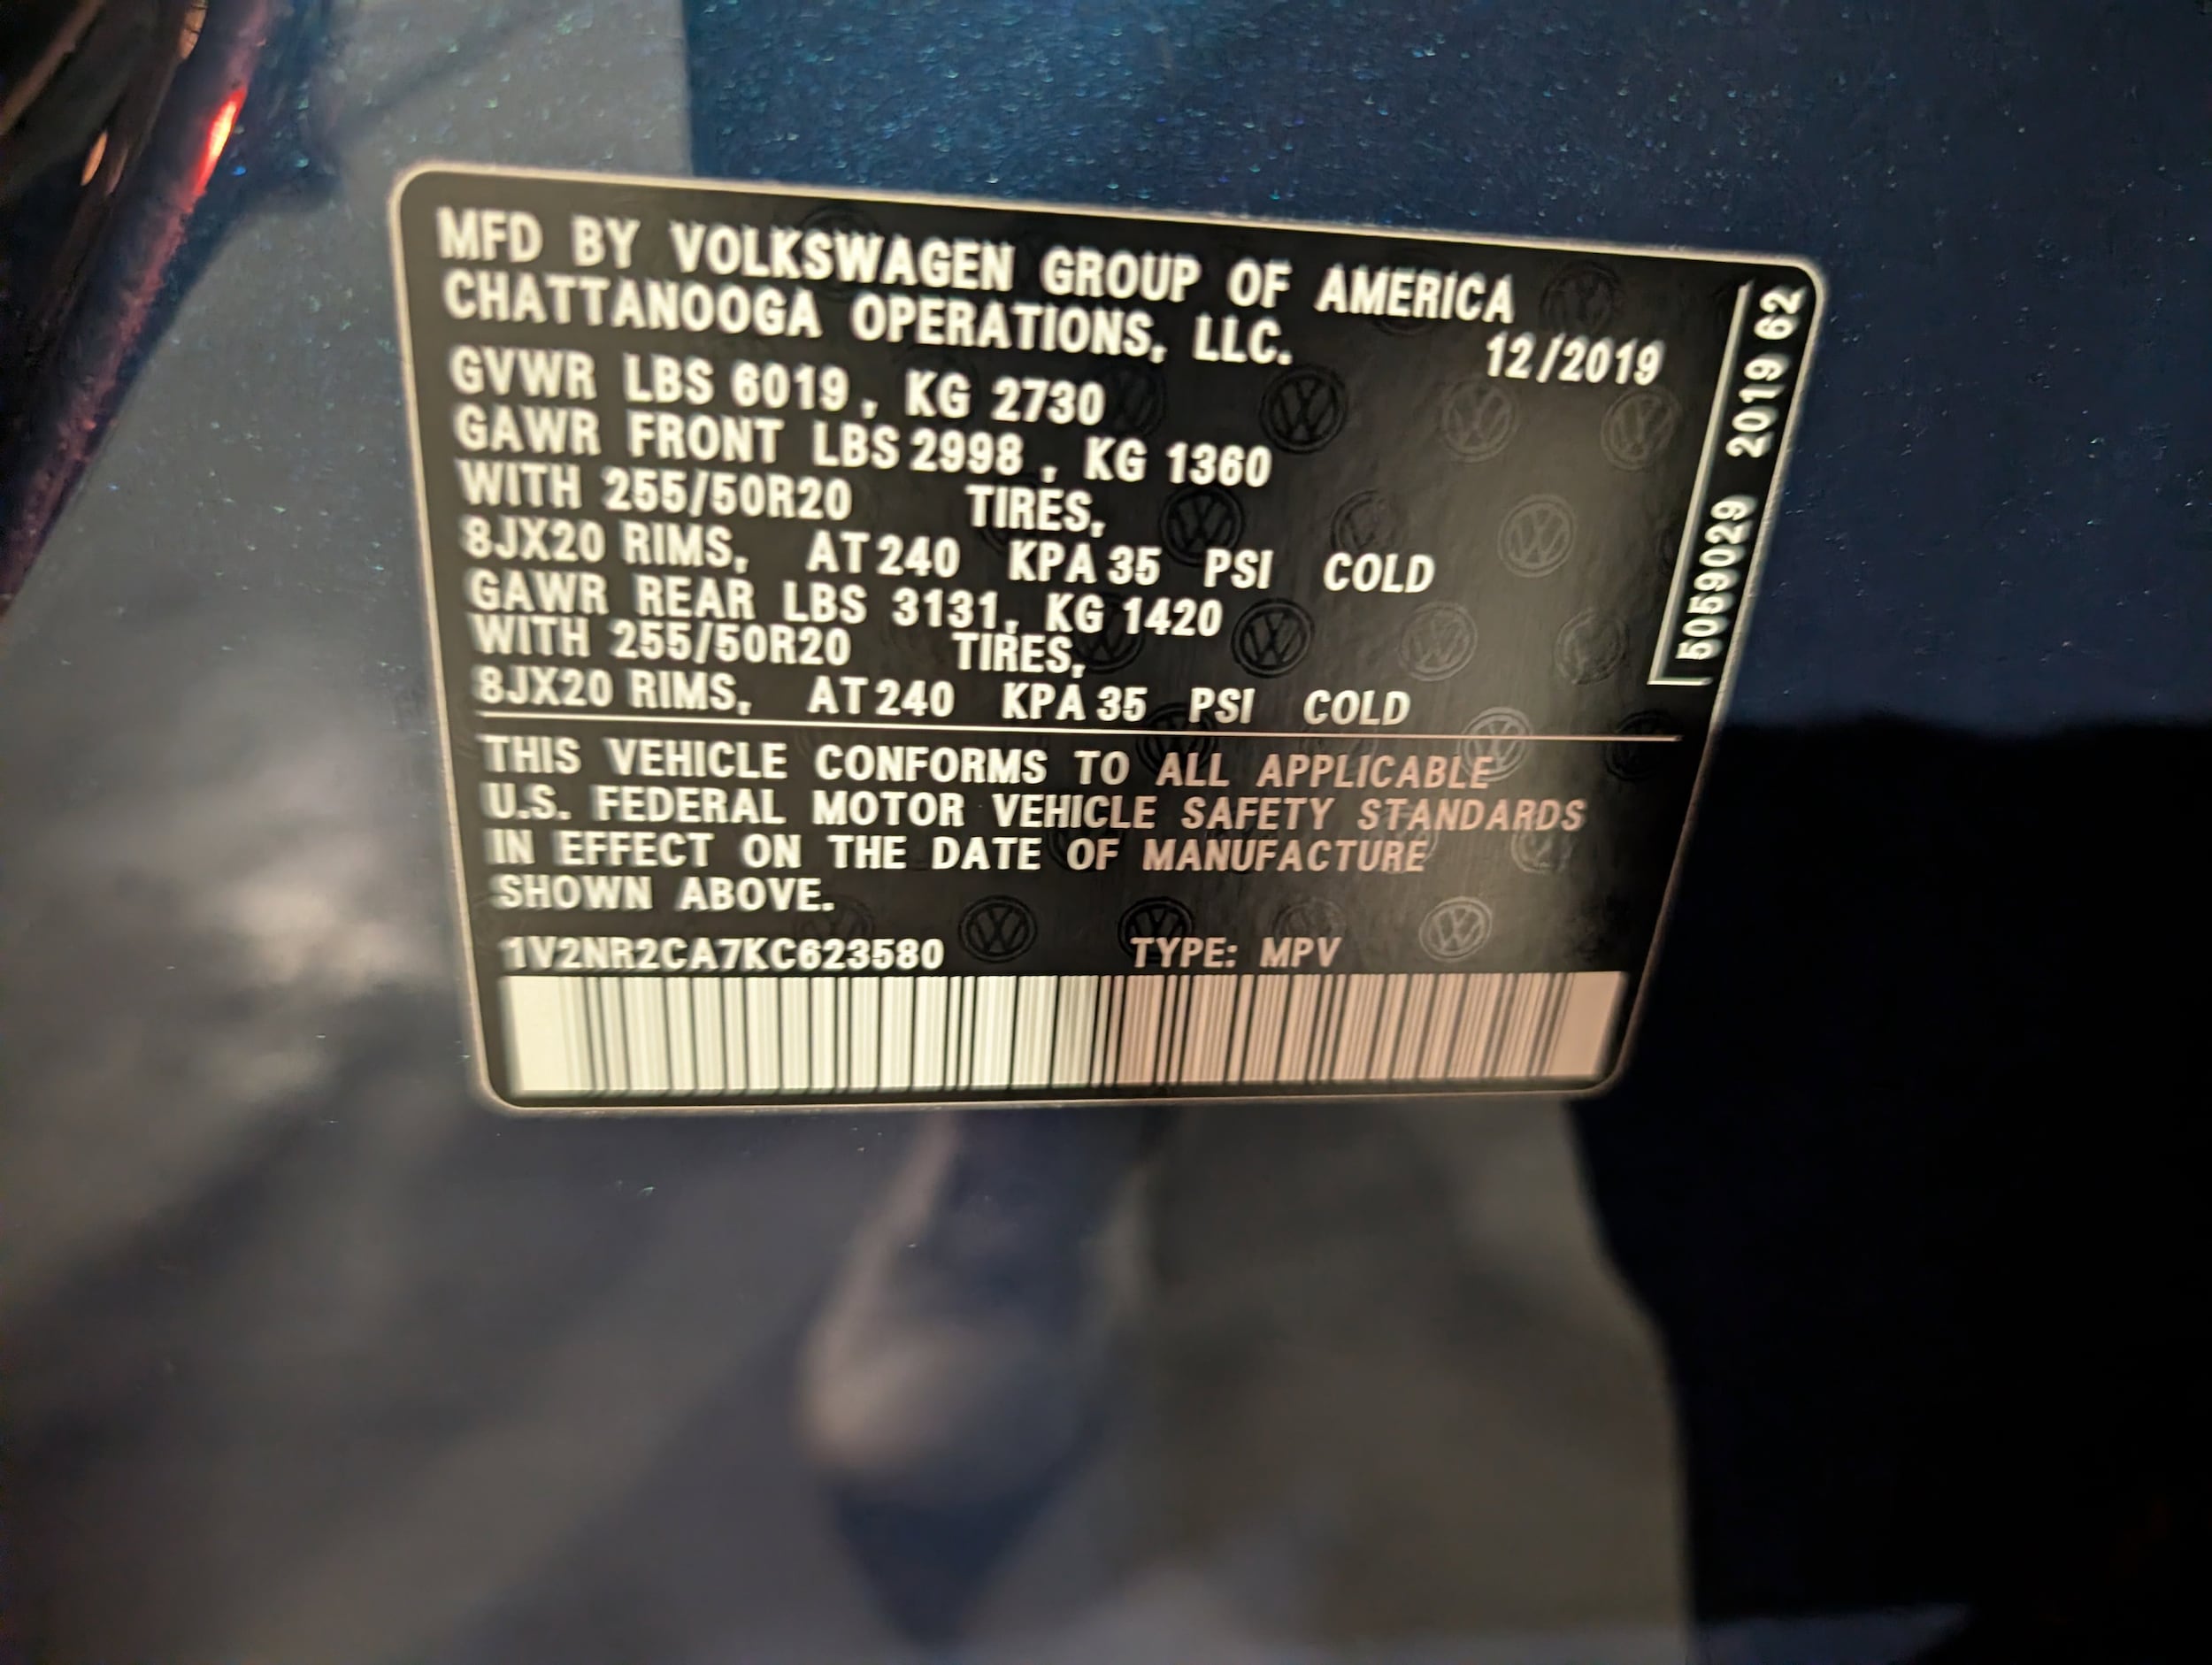 MFD BY VOLKSWAGEN GROUP OF AMERICA
CHATTANOOGA OPERATIONS, LLC. 12/2019
GVWR LBS 6019, KG 2730
GAWR FRONT LBS 2998, KG 1360
WITH 255/50R20 TIRES,
8JX20 RIMS, AT 240 KPA 35 PSI COLD
GAWR REAR LBS 3131, KG 1420
WITH 255/50R20 TIRES,
8JX20 RIMS, AT 240 KPA 35 PSI COLD
THIS VEHICLE CONFORMS TO ALL APPLICABLE
U.S. FEDERAL MOTOR VEHICLE SAFETY STANDARDS
IN EFFECT ON THE DATE OF MANUFACTURE
SHOWN ABOVE.
1V2NR2CA7KC623580 TYPE: MPV
5059029 2019 62